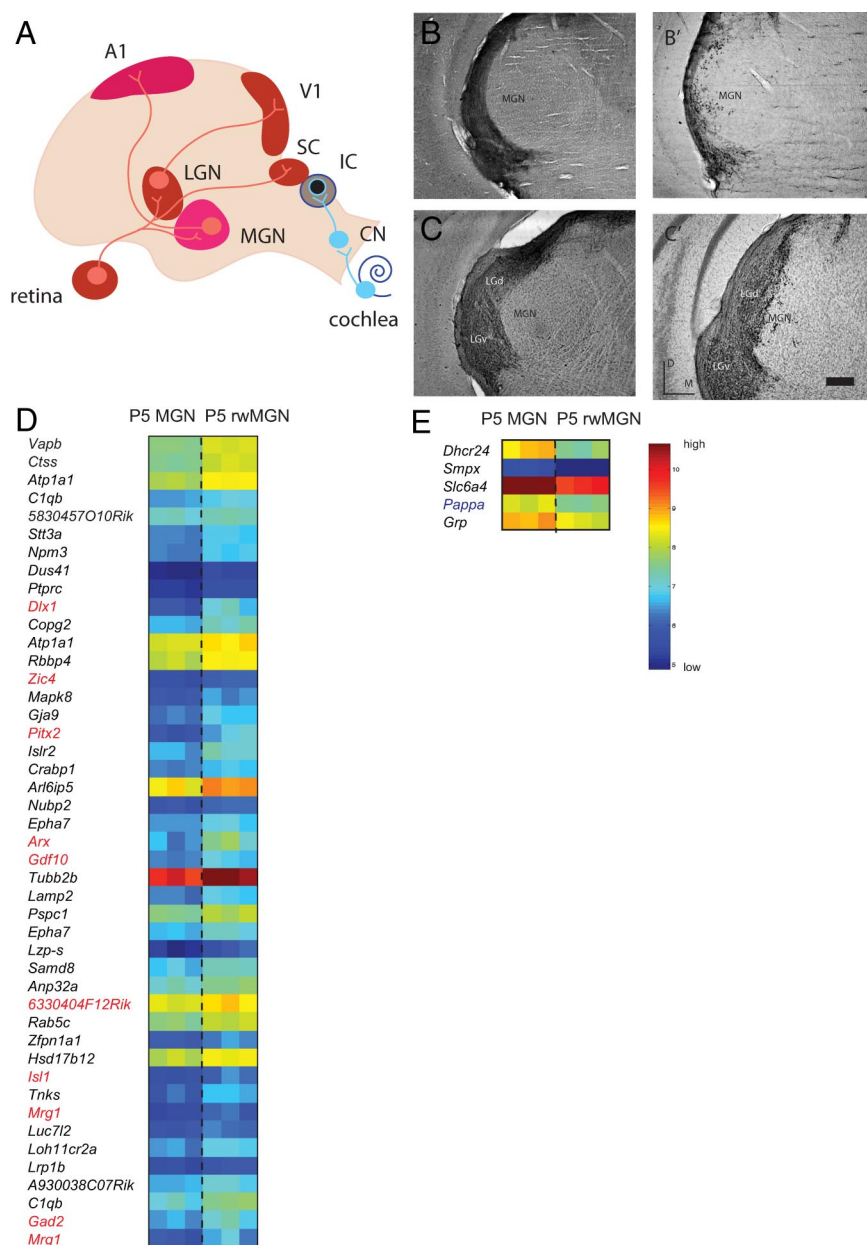 A
A1
V1
SC
IC
LGN
MGN
CN
retina
cochlea
B
MGN
B'
MGN
C
LGd
MGN
LGv
C'
LGd
MGN
LGv
D
M
D
P5 MGN P5 rwMGN
Vapb
Ctss
Atp1a1
C1qb
5830457O10Rik
Stt3a
Npm3
Dus41
Ptprc
Dlx1
Copg2
Atp1a1
Rbbp4
Zic4
Mapk8
Gja9
Pitx2
Islr2
Crabp1
Arl6ip5
Nubp2
Epha7
Arx
Gdf10
Tubb2b
Lamp2
Pspc1
Epha7
Lzp-s
Samd8
Anp32a
6330404F12Rik
Rab5c
Zfpn1a1
Hsd17b12
Isl1
Tnks
Mrg1
Luc7l2
Loh11cr2a
Lrp1b
A930038C07Rik
C1qb
Gad2
Mrg1
E
P5 MGN P5 rwMGN
Dhcr24
Smpx
Slc6a4
Pappa
Grp
high
10
9
8
7
6
5
low